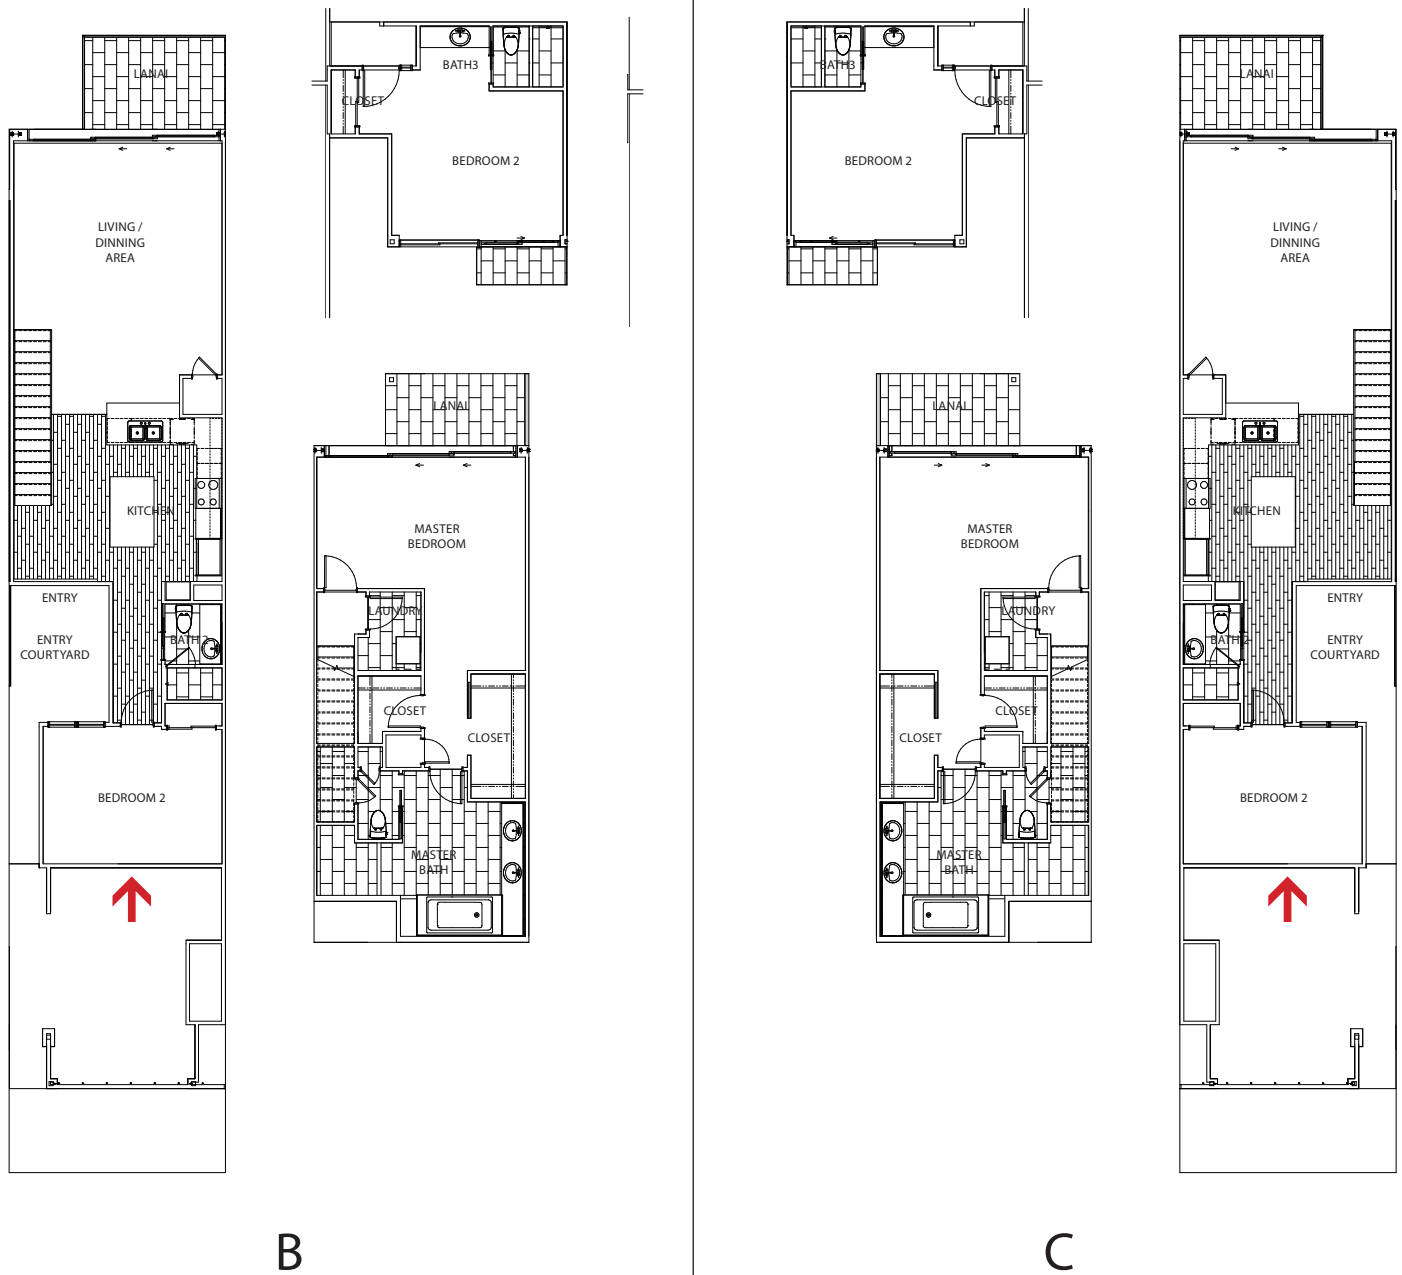 LANAI
LIVING /
DINNING
AREA
KITCHEN
ENTRY
ENTRY
COURTYARD
BATH 2
BEDROOM 2
BATH3
CLOSET
BEDROOM 2
LANAI
MASTER
BEDROOM
LAUNDRY
CLOSET
CLOSET
MASTER
BATH
B
BATH3
CLOSET
BEDROOM 2
LANAI
MASTER
BEDROOM
LAUNDRY
CLOSET
CLOSET
MASTER
BATH
LANAI
LIVING /
DINNING
AREA
KITCHEN
ENTRY
BATH 2
ENTRY
COURTYARD
BEDROOM 2
C